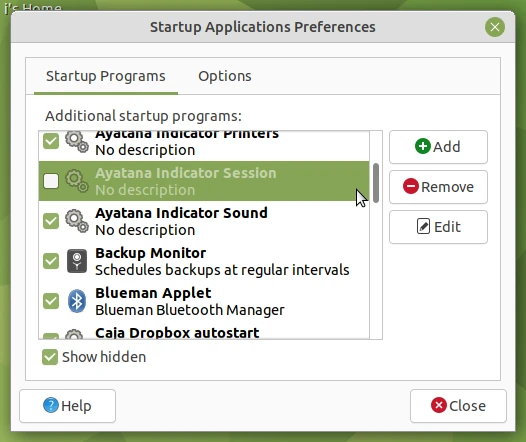 i's Home
Startup Applications Preferences
Startup Programs
Options
Additional startup programs:
Ayatana Indicator Printers
No description
Ayatana Indicator Session
No description
Ayatana Indicator Sound
No description
Backup Monitor
Schedules backups at regular intervals
Blueman Applet
Blueman Bluetooth Manager
Caja Dropbox autostart
Add
Remove
Edit
Show hidden
Help
Close